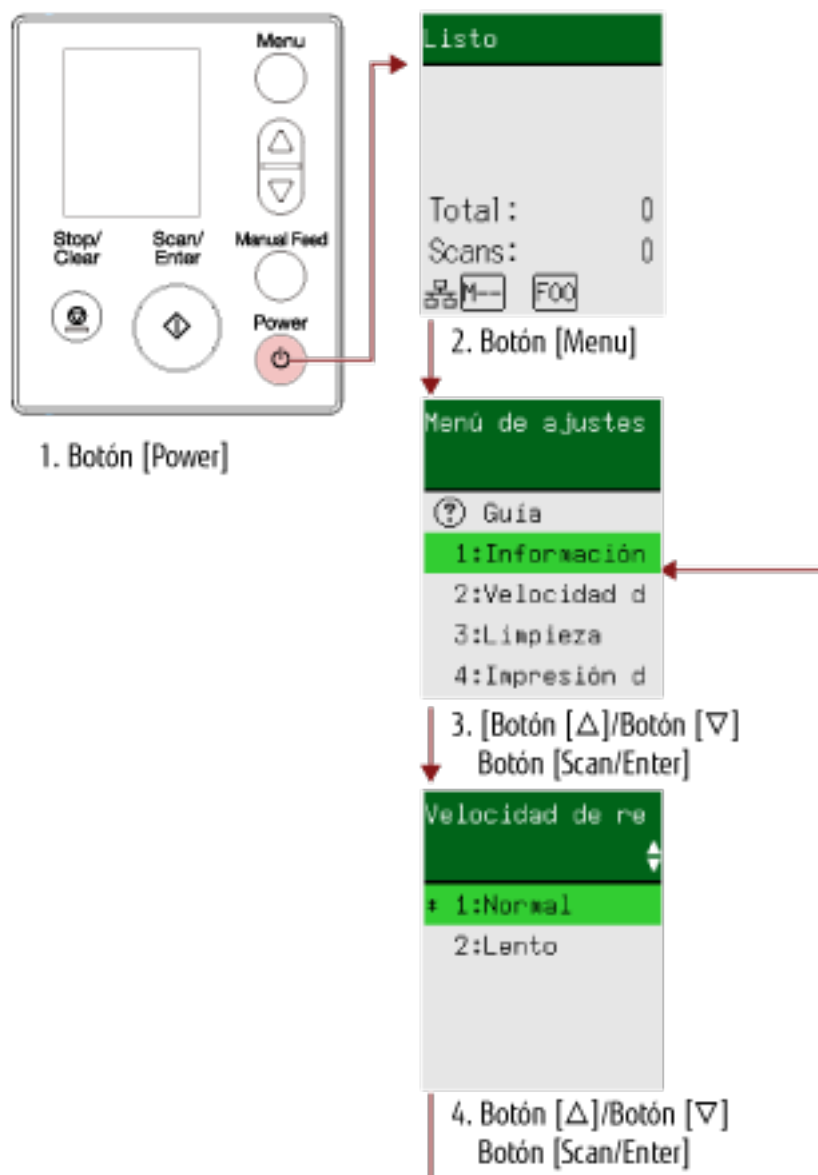 Menu
Stop/
Clear
Scan/
Enter
Manual Feed
Power
1. Botón [Power]
Listo
Total: 0
Scans: 0
M-- F00
2. Botón [Menu]
Menú de ajustes
? Guía
1:Información
2:Velocidad d
3:Limpieza
4:Impresión d
3. [Botón [△]/Botón [▽]
Botón [Scan/Enter]
Velocidad de re
* 1:Normal
2:Lento
4. Botón [△]/Botón [▽]
Botón [Scan/Enter]